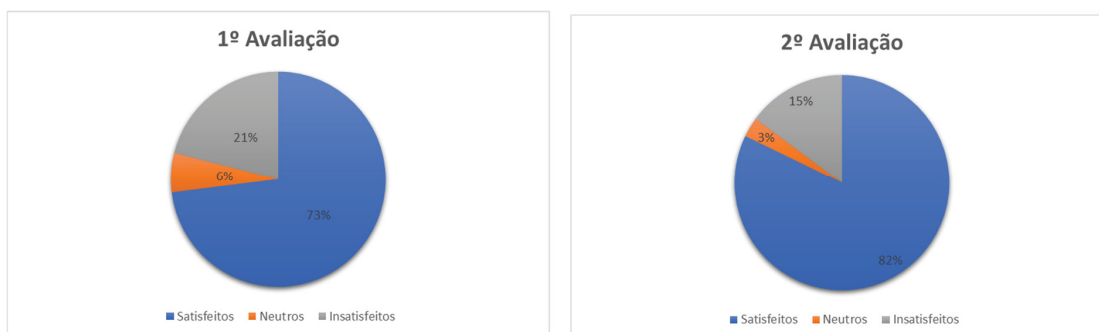 1º Avaliação
21%
6%
73%
Satisfeitos Neutros Insatisfeitos
2º Avaliação
15%
3%
82%
Satisfeitos Neutros Insatisfeitos